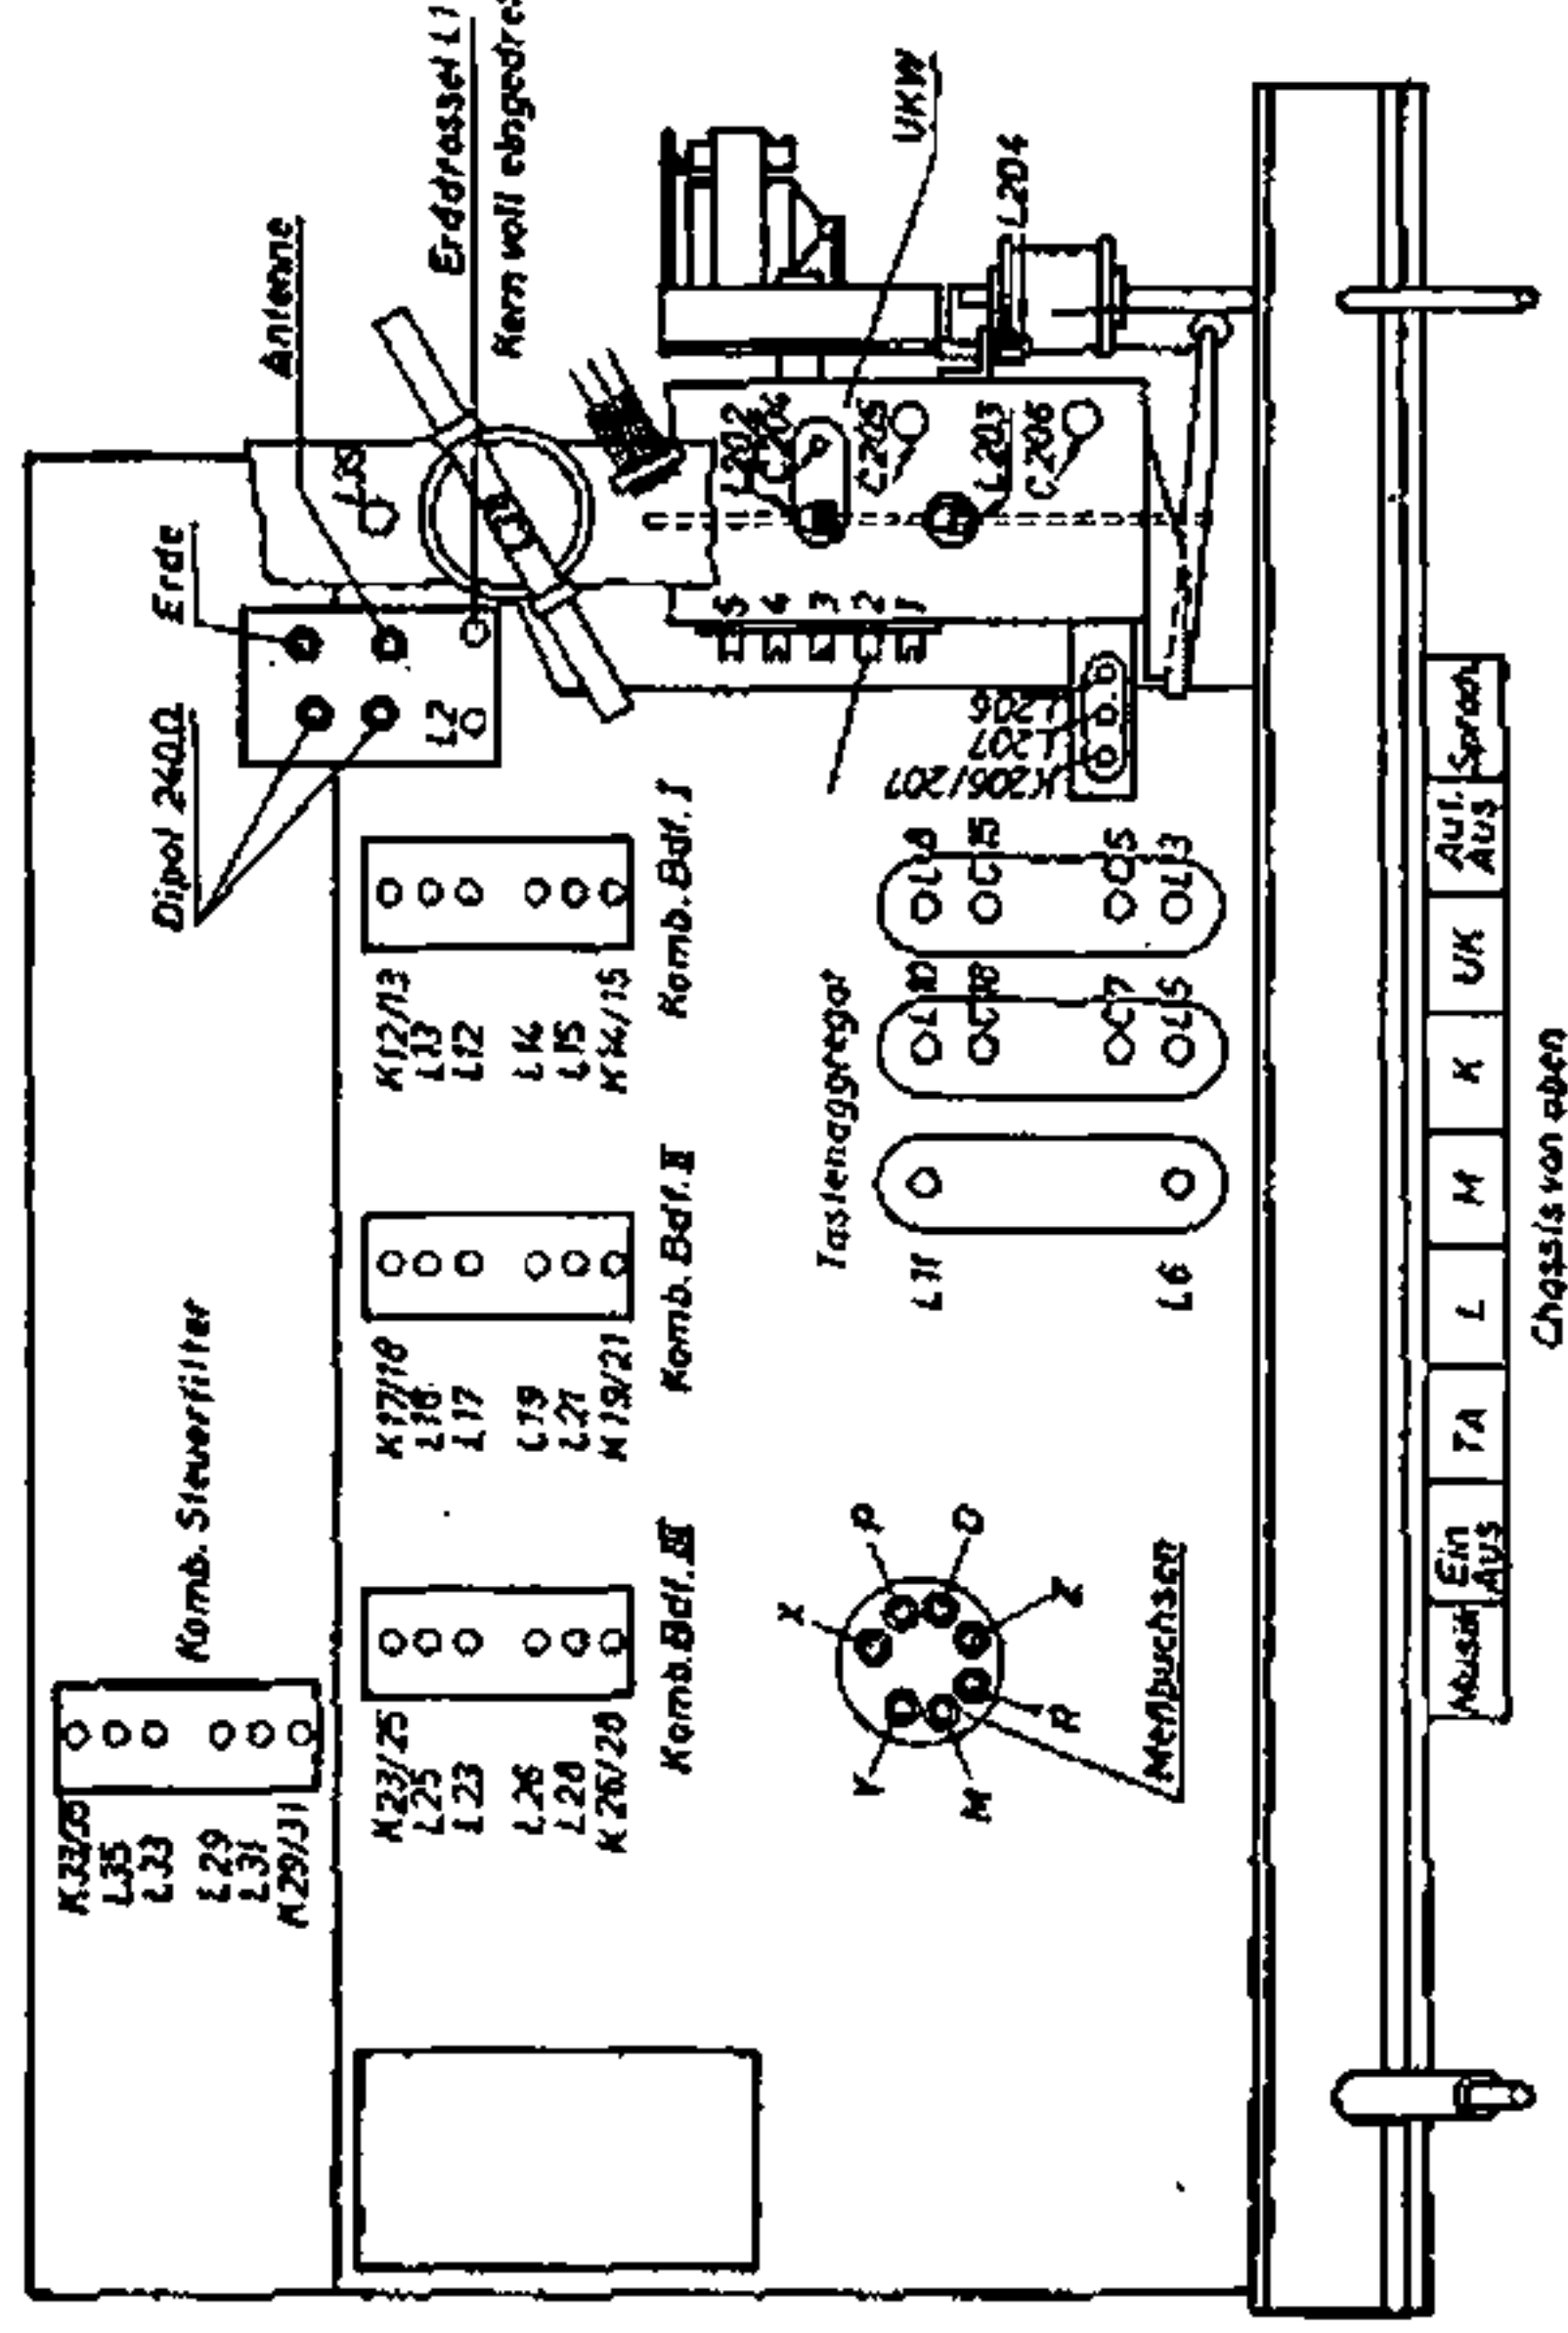 Antenne
Erddrossel L1
Kern voll eingedre
Erde
Dipol 240Ω
L2
UKW
L204
L202
C204
C205
L203
C206
5
4
3
2
1
L206
L207
K206/207
Komb. Steuerfilter
K33/35
L35
L33
L29
L31
K29/31
K23/25
L25
L23
L26
L28
K26/28
Komb.Bdf.III
K17/18
L18
L17
L19
L21
K19/21
Komb.Bdf.II
K12/13
L13
L12
L14
L15
K14/15
Komb.Bdf.I
Tastenaggregat
L11
L6
L10
C18
C7
L5
L8
C15
C5
L3
X
P
O
Z
R
M
Y
Meßbuchsen
Musik
Ein
Aus
TA
L
M
K
UK
Aut.
Aus
Sprach
Chassis von oben